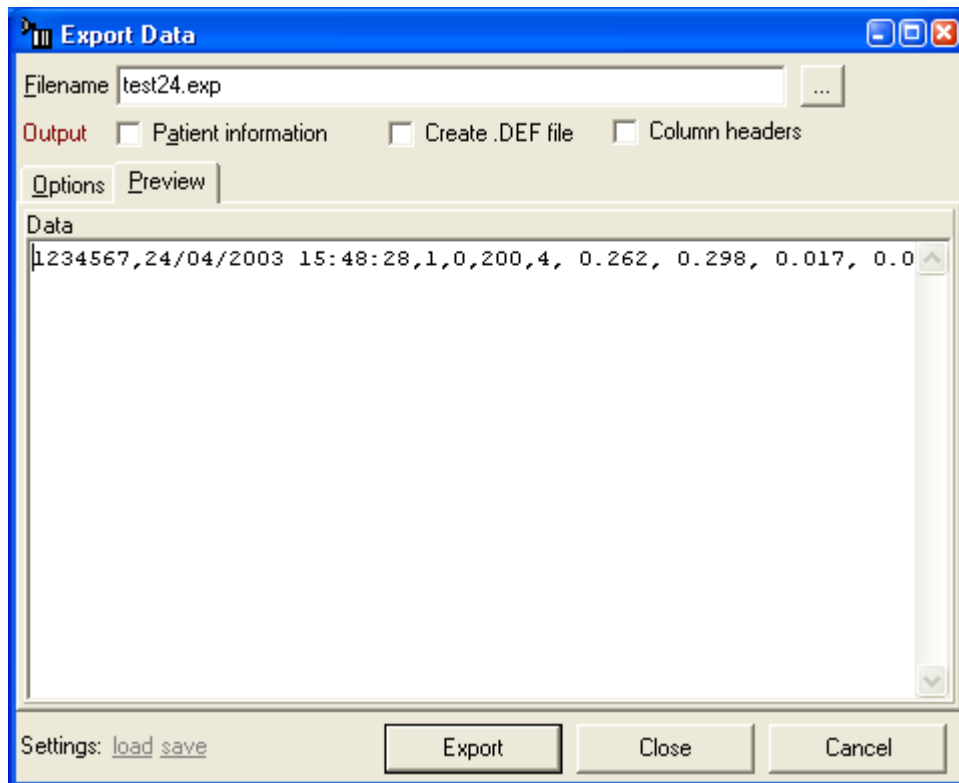 Export Data
Filename test24.exp ...
Output Patient information Create .DEF file Column headers
Options Preview
Data
1234567,24/04/2003 15:48:28,1,0,200,4, 0.262, 0.298, 0.017, 0.0
Settings: load save Export Close Cancel